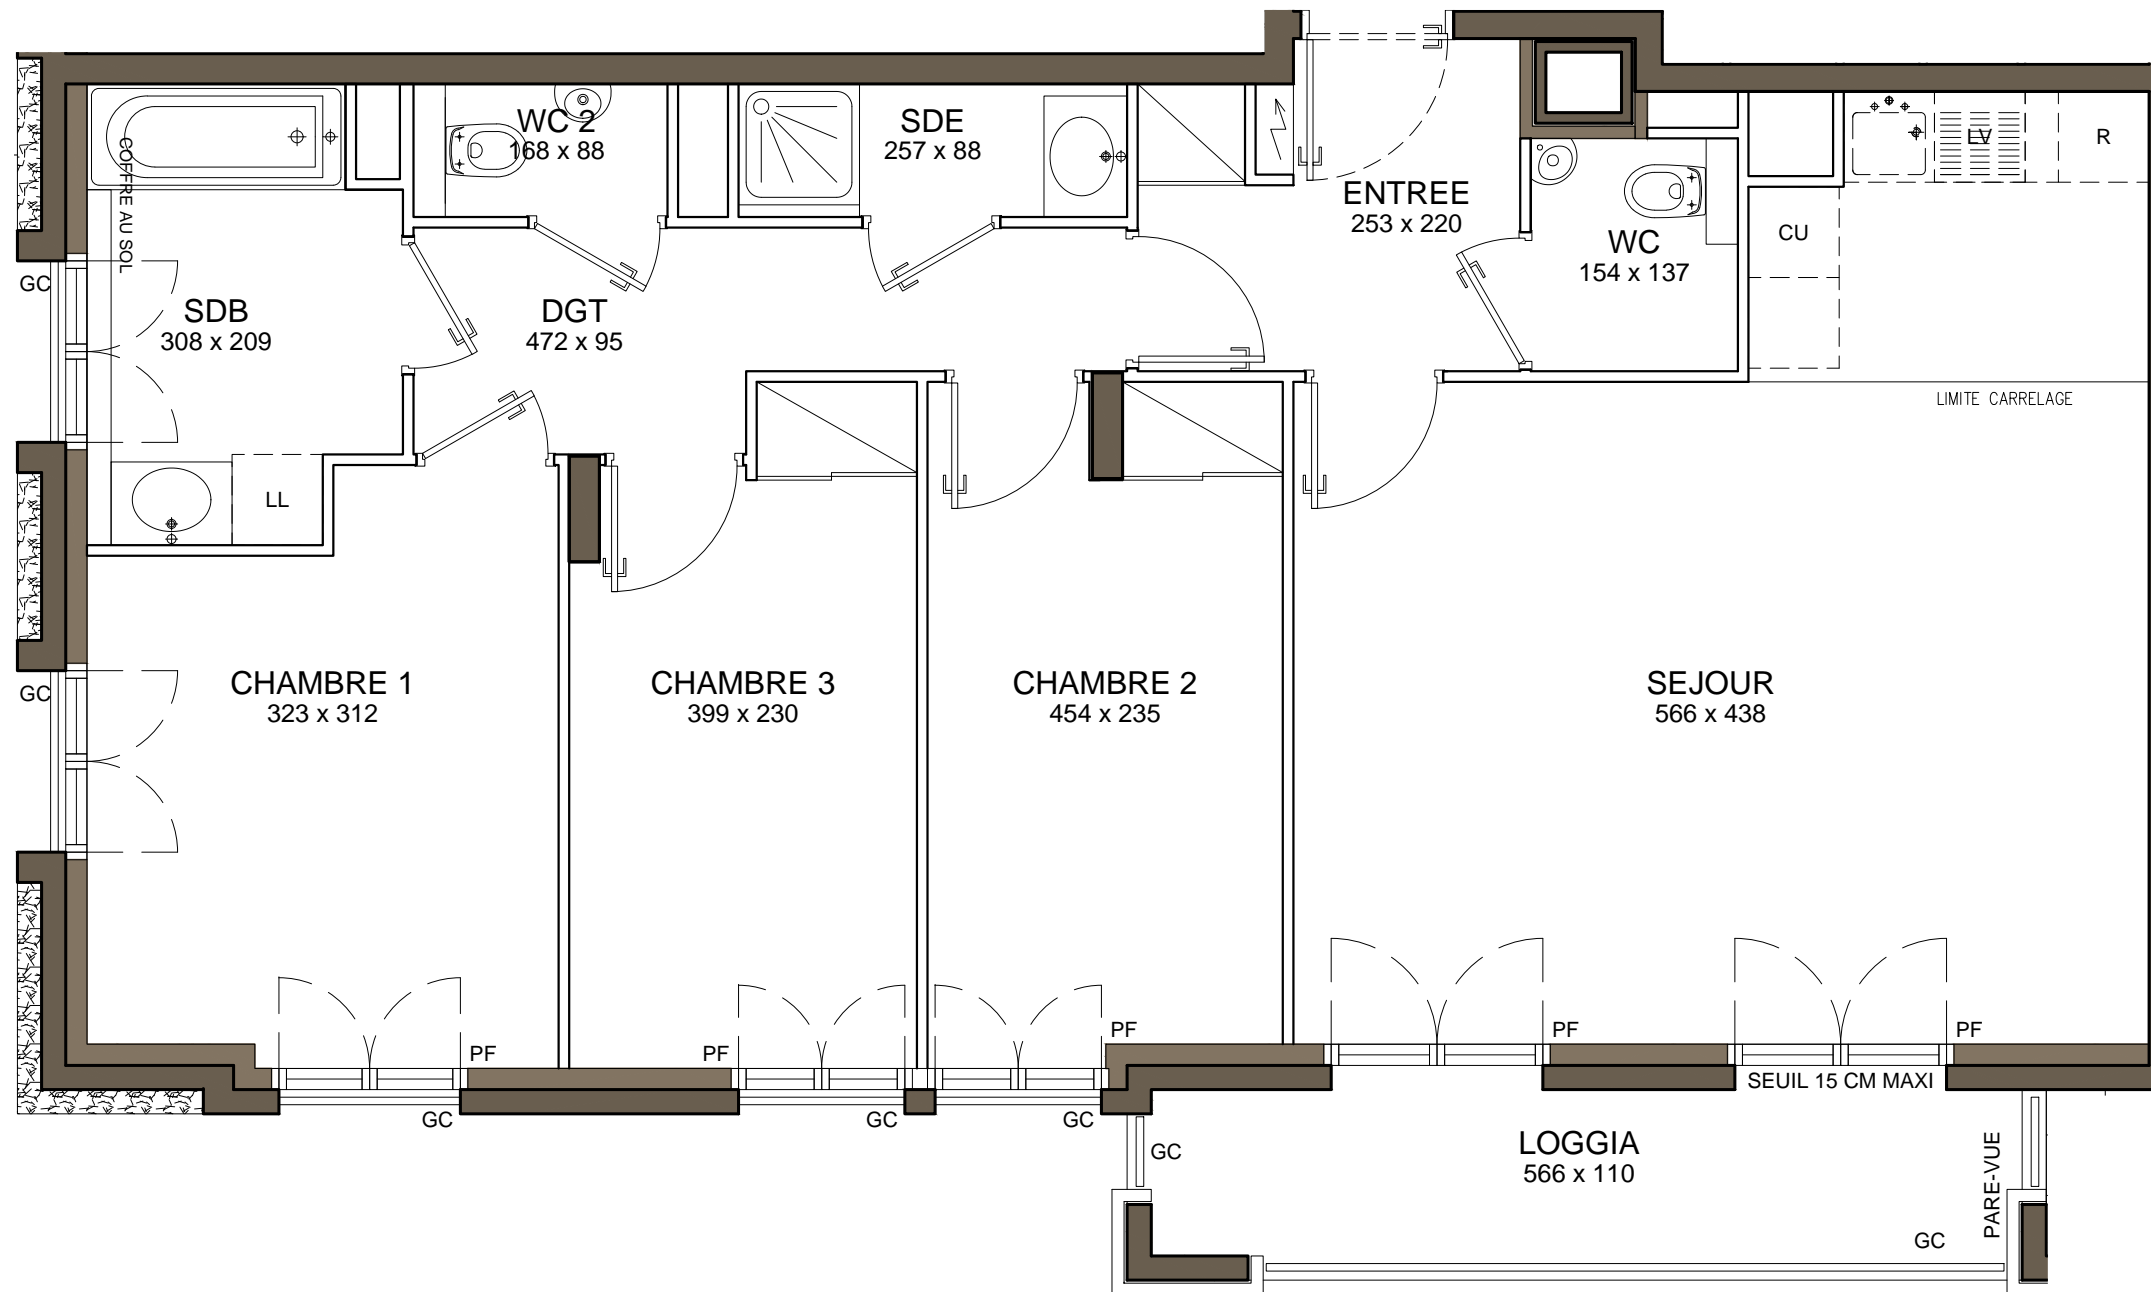 WC 2
168 x 88
SDE
257 x 88
LV
R
COFFRE AU SOL
ENTREE
253 x 220
CU
WC
154 x 137
GC
SDB
308 x 209
DGT
472 x 95
LIMITE CARRELAGE
LL
GC
CHAMBRE 1
323 x 312
CHAMBRE 3
399 x 230
CHAMBRE 2
454 x 235
SEJOUR
566 x 438
PF
PF
PF
PF
PF
SEUIL 15 CM MAXI
GC
GC
GC
GC
LOGGIA
566 x 110
PARE-VUE
GC